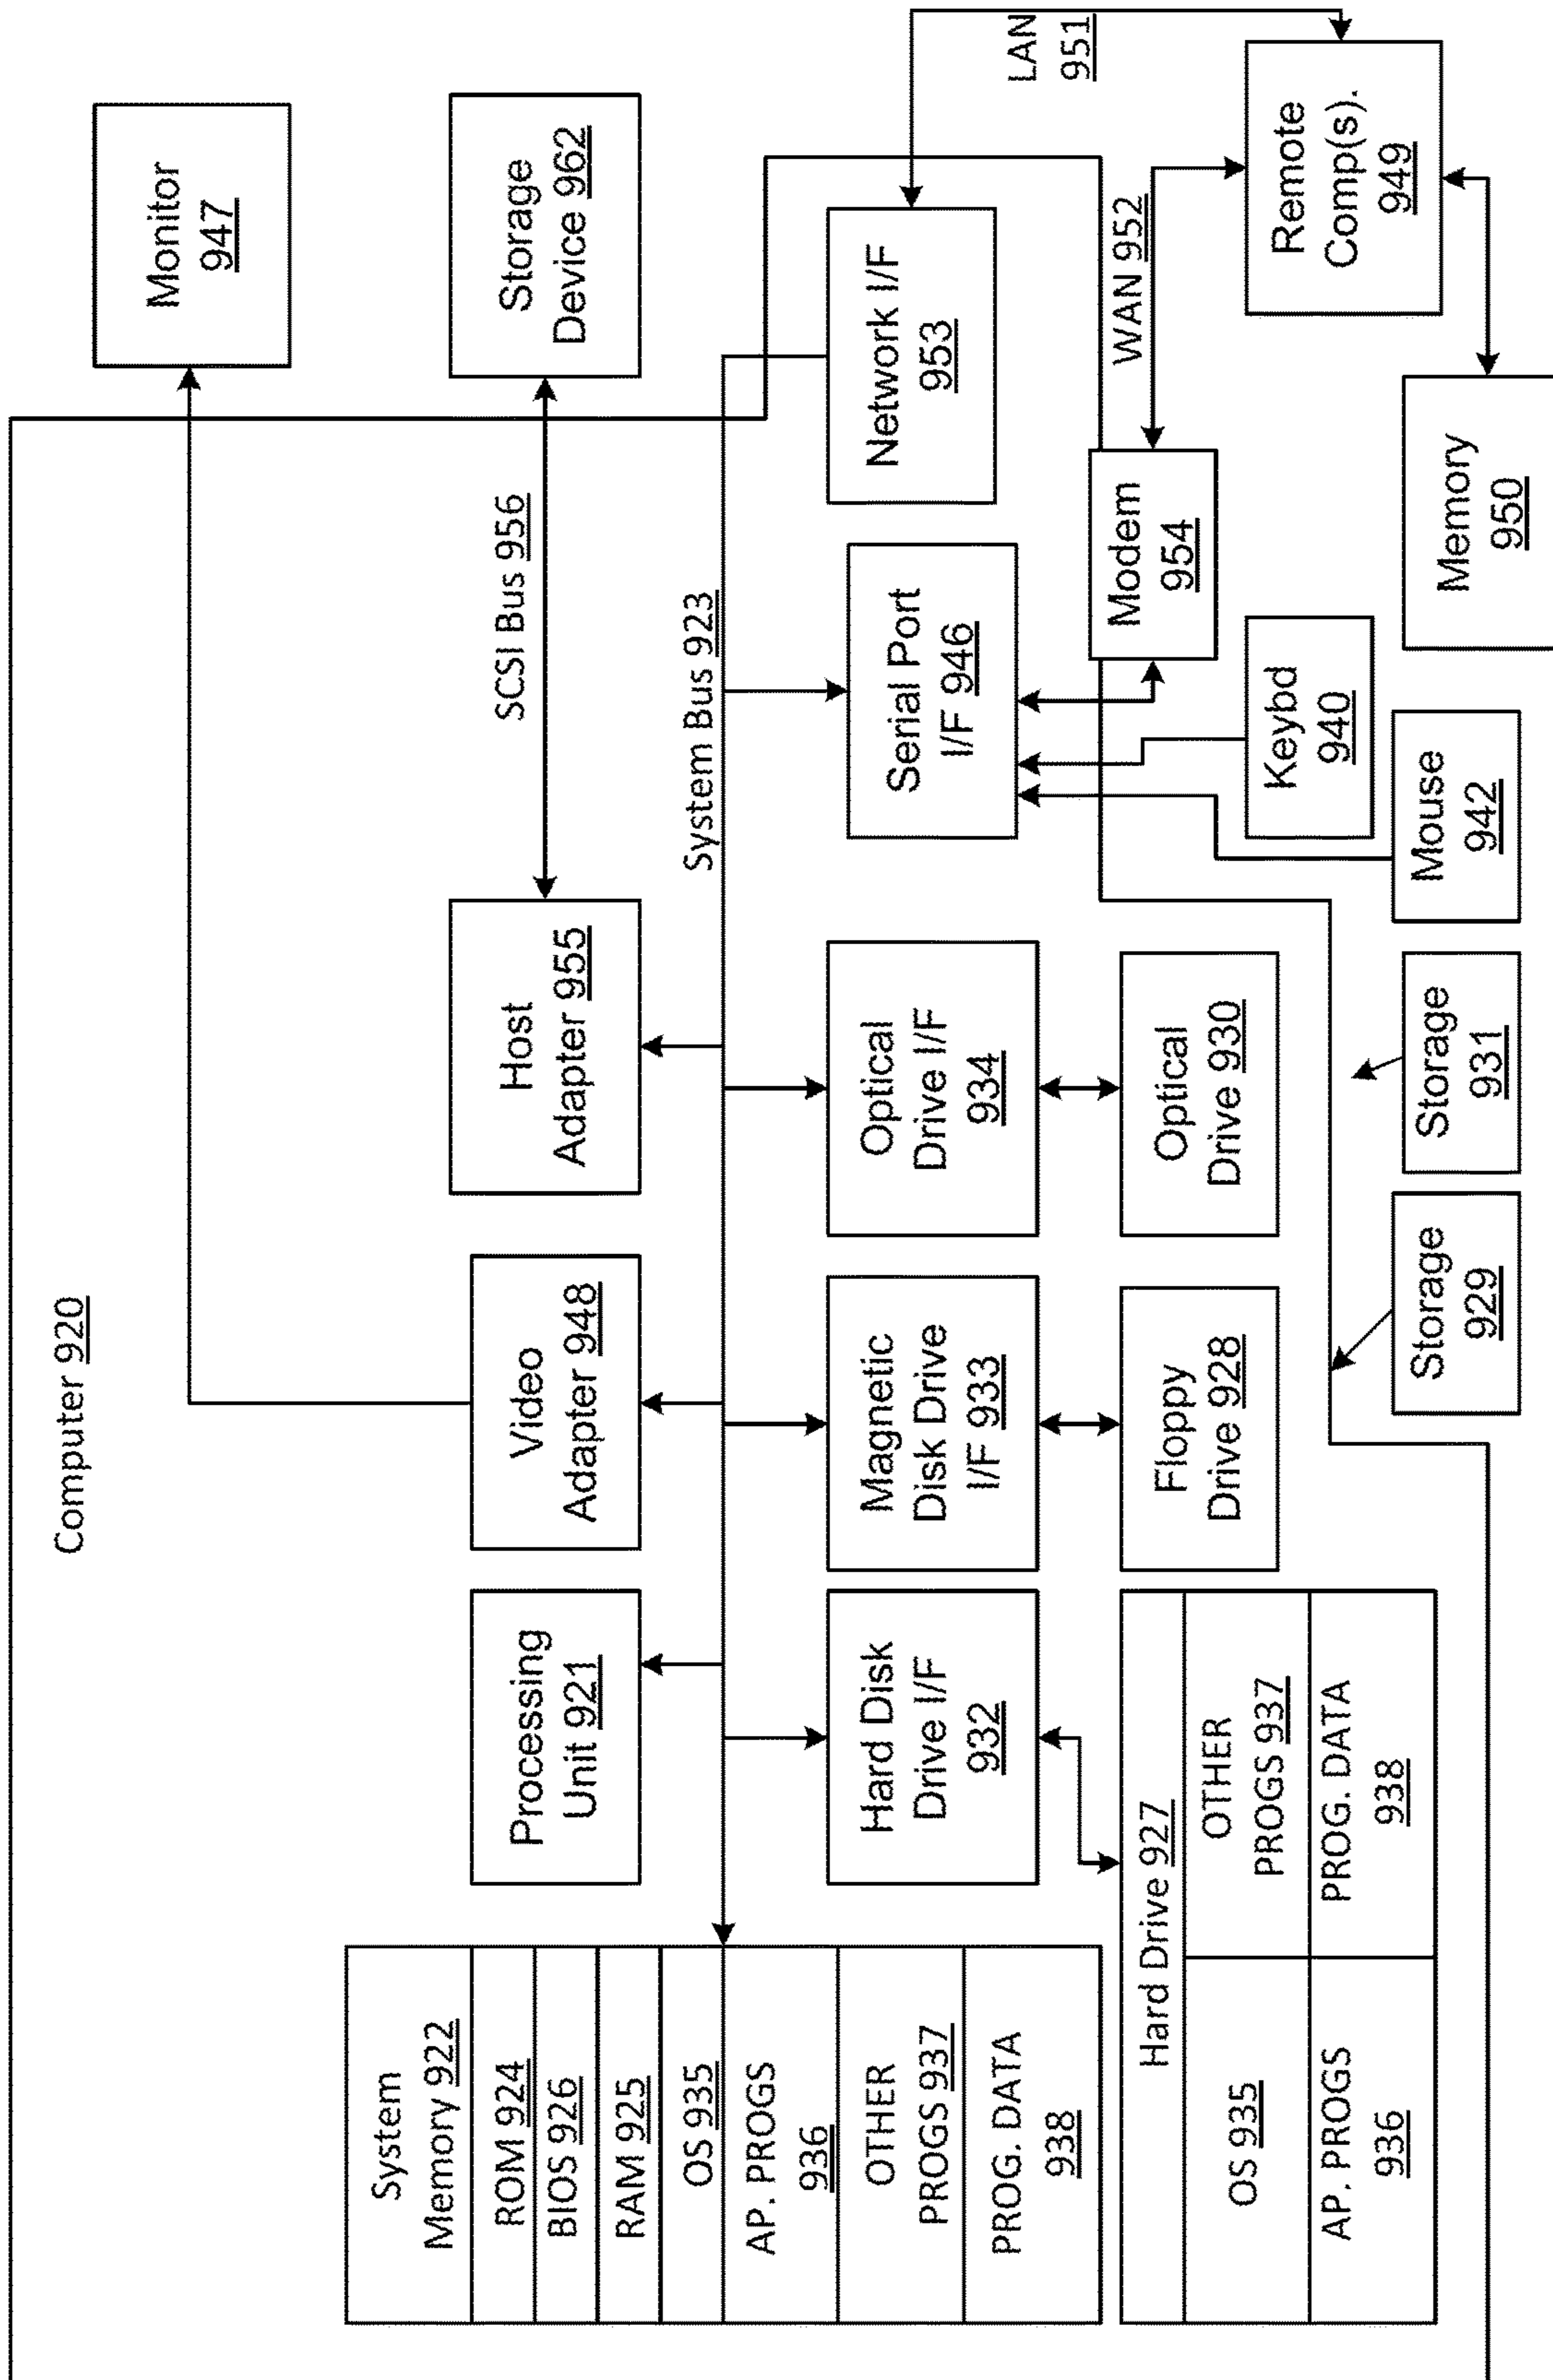 Computer 920
Monitor
947
System
Memory 922
ROM 924
BIOS 926
RAM 925
OS 935
AP. PROGS
936
OTHER
PROGS 937
PROG. DATA
938
Processing
Unit 921
Video
Adapter 948
Host
Adapter 955
SCSI Bus 956
Storage
Device 962
System Bus 923
Hard Disk
Drive I/F
932
Magnetic
Disk Drive
I/F 933
Optical
Drive I/F
934
Serial Port
I/F 946
Network I/F
953
LAN
951
Hard Drive 927
OS 935
OTHER
PROGS 937
AP. PROGS
936
PROG. DATA
938
Floppy
Drive 928
Optical
Drive 930
Modem
954
WAN 952
Remote
Comp(s).
949
Keybd
940
Storage
929
Storage
931
Mouse
942
Memory
950